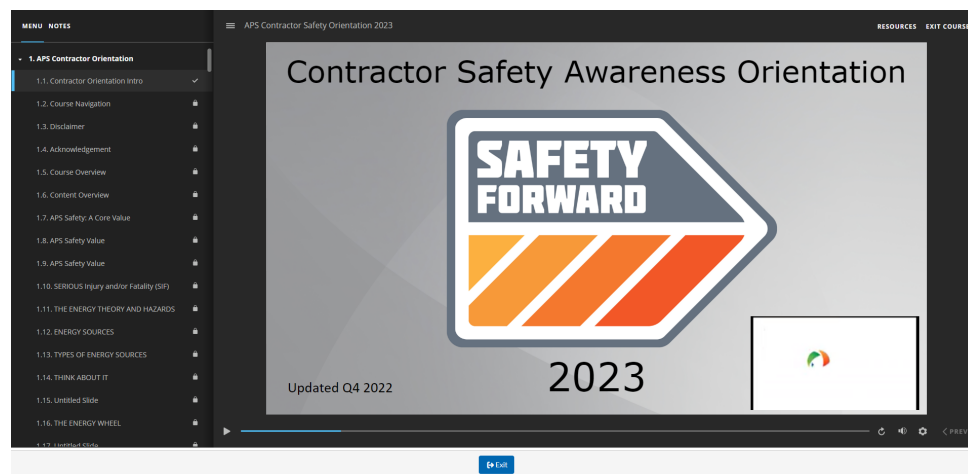 MENU NOTES
APS Contractor Safety Orientation 2023
RESOURCES EXIT COURSE
1. APS Contractor Orientation
1.1. Contractor Orientation Intro
1.2. Course Navigation
1.3. Disclaimer
1.4. Acknowledgement
1.5. Course Overview
1.6. Content Overview
1.7. APS Safety: A Core Value
1.8. APS Safety Value
1.9. APS Safety Value
1.10. SERIOUS Injury and/or Fatality (SIF)
1.11. THE ENERGY THEORY AND HAZARDS
1.12. ENERGY SOURCES
1.13. TYPES OF ENERGY SOURCES
1.14. THINK ABOUT IT
1.15. Untitled Slide
1.16. THE ENERGY WHEEL
1.17. Untitled Slide
Contractor Safety Awareness Orientation
SAFETY
FORWARD
2023
Updated Q4 2022
PREV
Exit